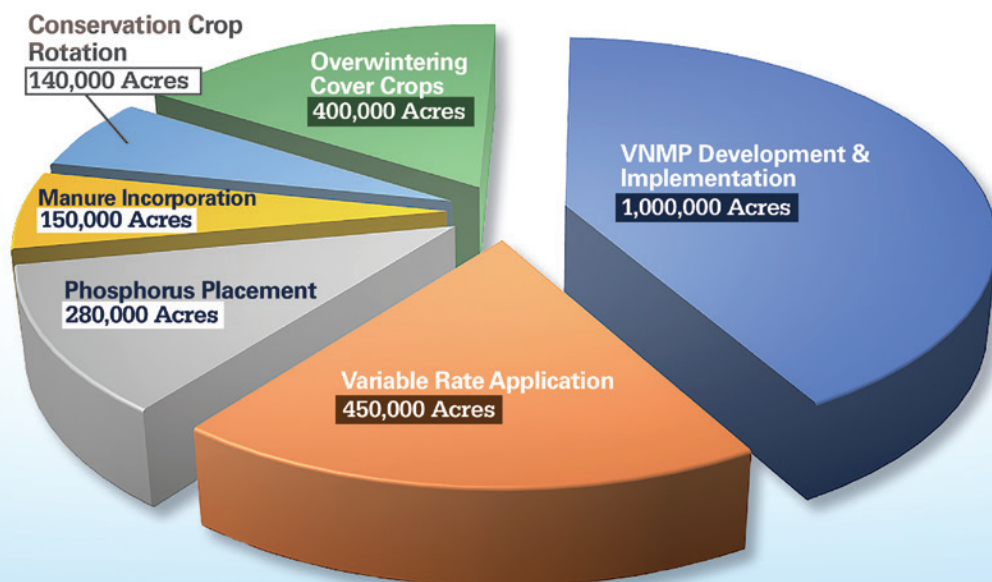 Conservation Crop
Rotation
140,000 Acres
Overwintering
Cover Crops
400,000 Acres
VNMP Development &
Implementation
1,000,000 Acres
Manure Incorporation
150,000 Acres
Phosphorus Placement
280,000 Acres
Variable Rate Application
450,000 Acres